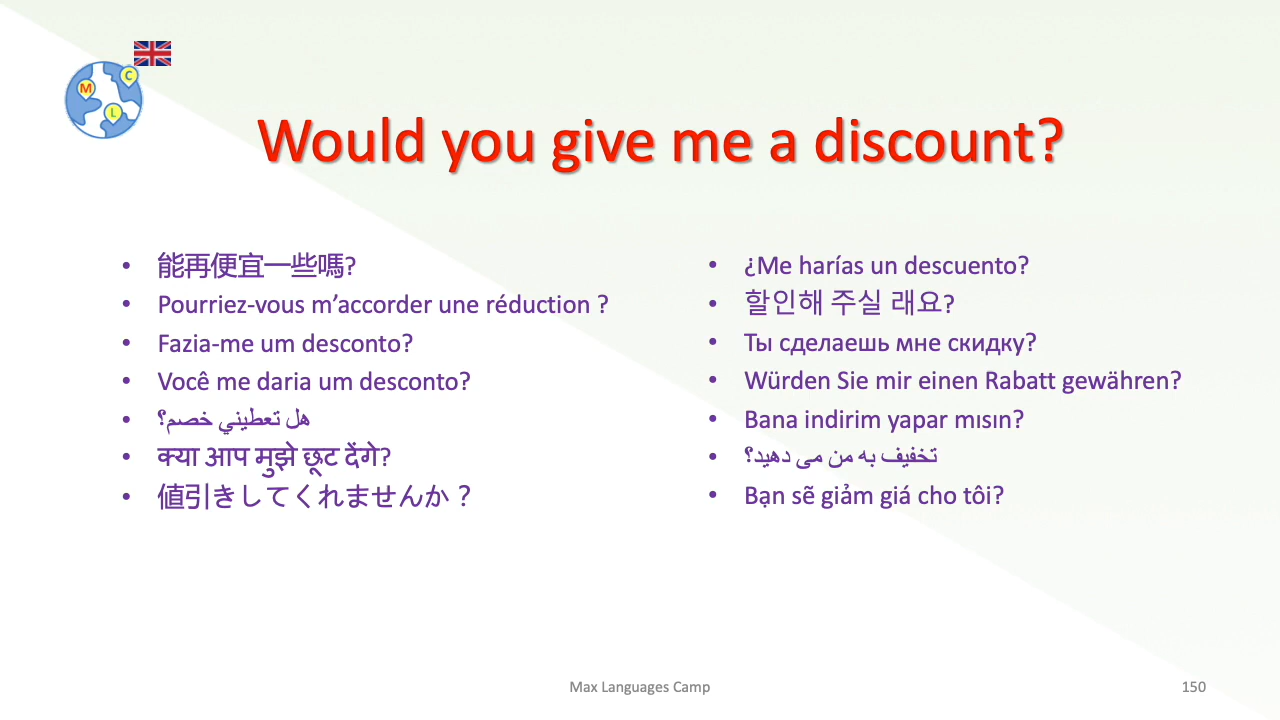 M
C
L
Would you give me a discount?
• 能再便宜一些嗎?
• Pourriez-vous m’accorder une réduction ?
• Fazia-me um desconto?
• Você me daria um desconto?
• هل تعطيني خصم؟
• क्या आप मुझे छूट देंगे?
• 値引きしてくれませんか？
• ¿Me harías un descuento?
• 할인해 주실 래요?
• Ты сделаешь мне скидку?
• Würden Sie mir einen Rabatt gewähren?
• Bana indirim yapar mısın?
• تخفیف به من می دهید؟
• Bạn sẽ giảm giá cho tôi?
Max Languages Camp
150